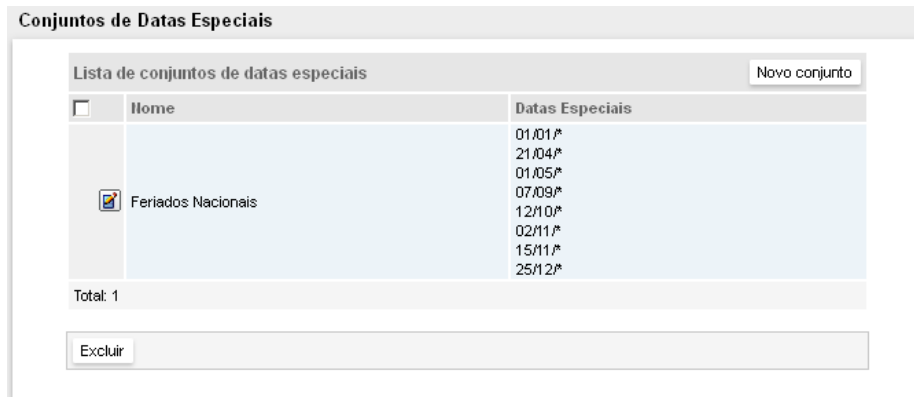 Conjuntos de Datas Especiais
Lista de conjuntos de datas especiais Novo conjunto
Nome Datas Especiais
01/01/*
21/04/*
01/05/*
07/09/*
Feriados Nacionais
12/10/*
02/11/*
15/11/*
25/12/*
Total: 1
Excluir